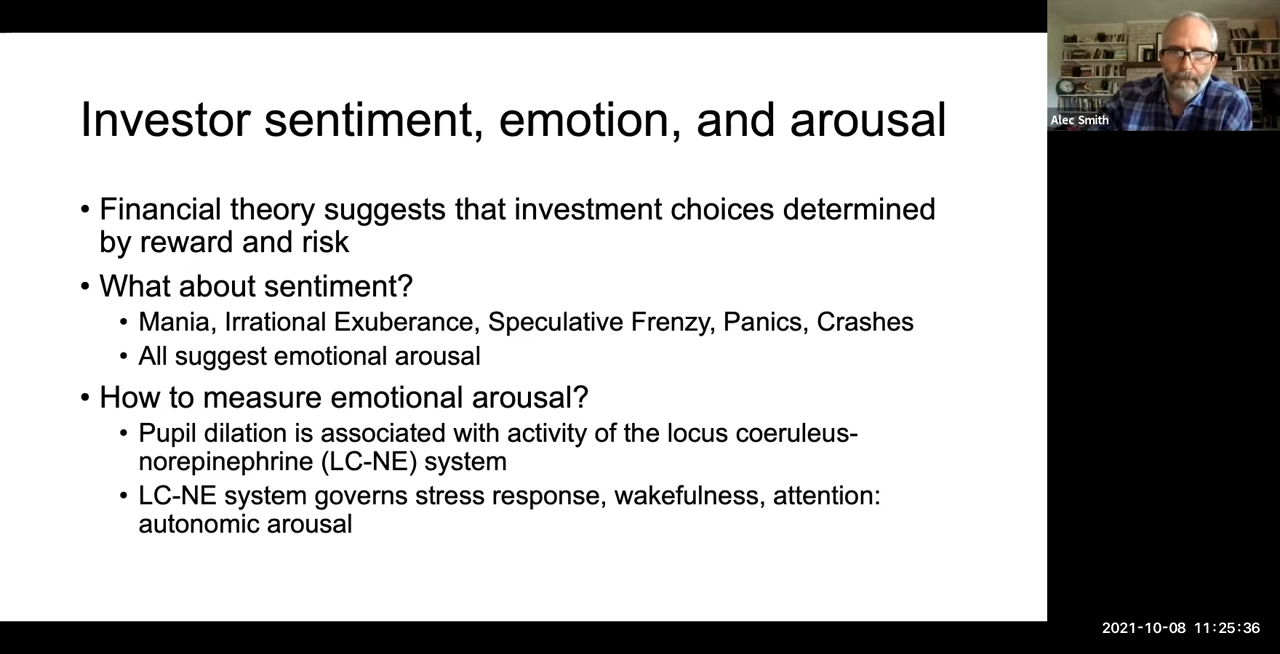 Investor sentiment, emotion, and arousal
• Financial theory suggests that investment choices determined
by reward and risk
• What about sentiment?
• Mania, Irrational Exuberance, Speculative Frenzy, Panics, Crashes
• All suggest emotional arousal
• How to measure emotional arousal?
• Pupil dilation is associated with activity of the locus coeruleus-
norepinephrine (LC-NE) system
• LC-NE system governs stress response, wakefulness, attention:
autonomic arousal
Alec Smith
2021-10-08 11:25:36